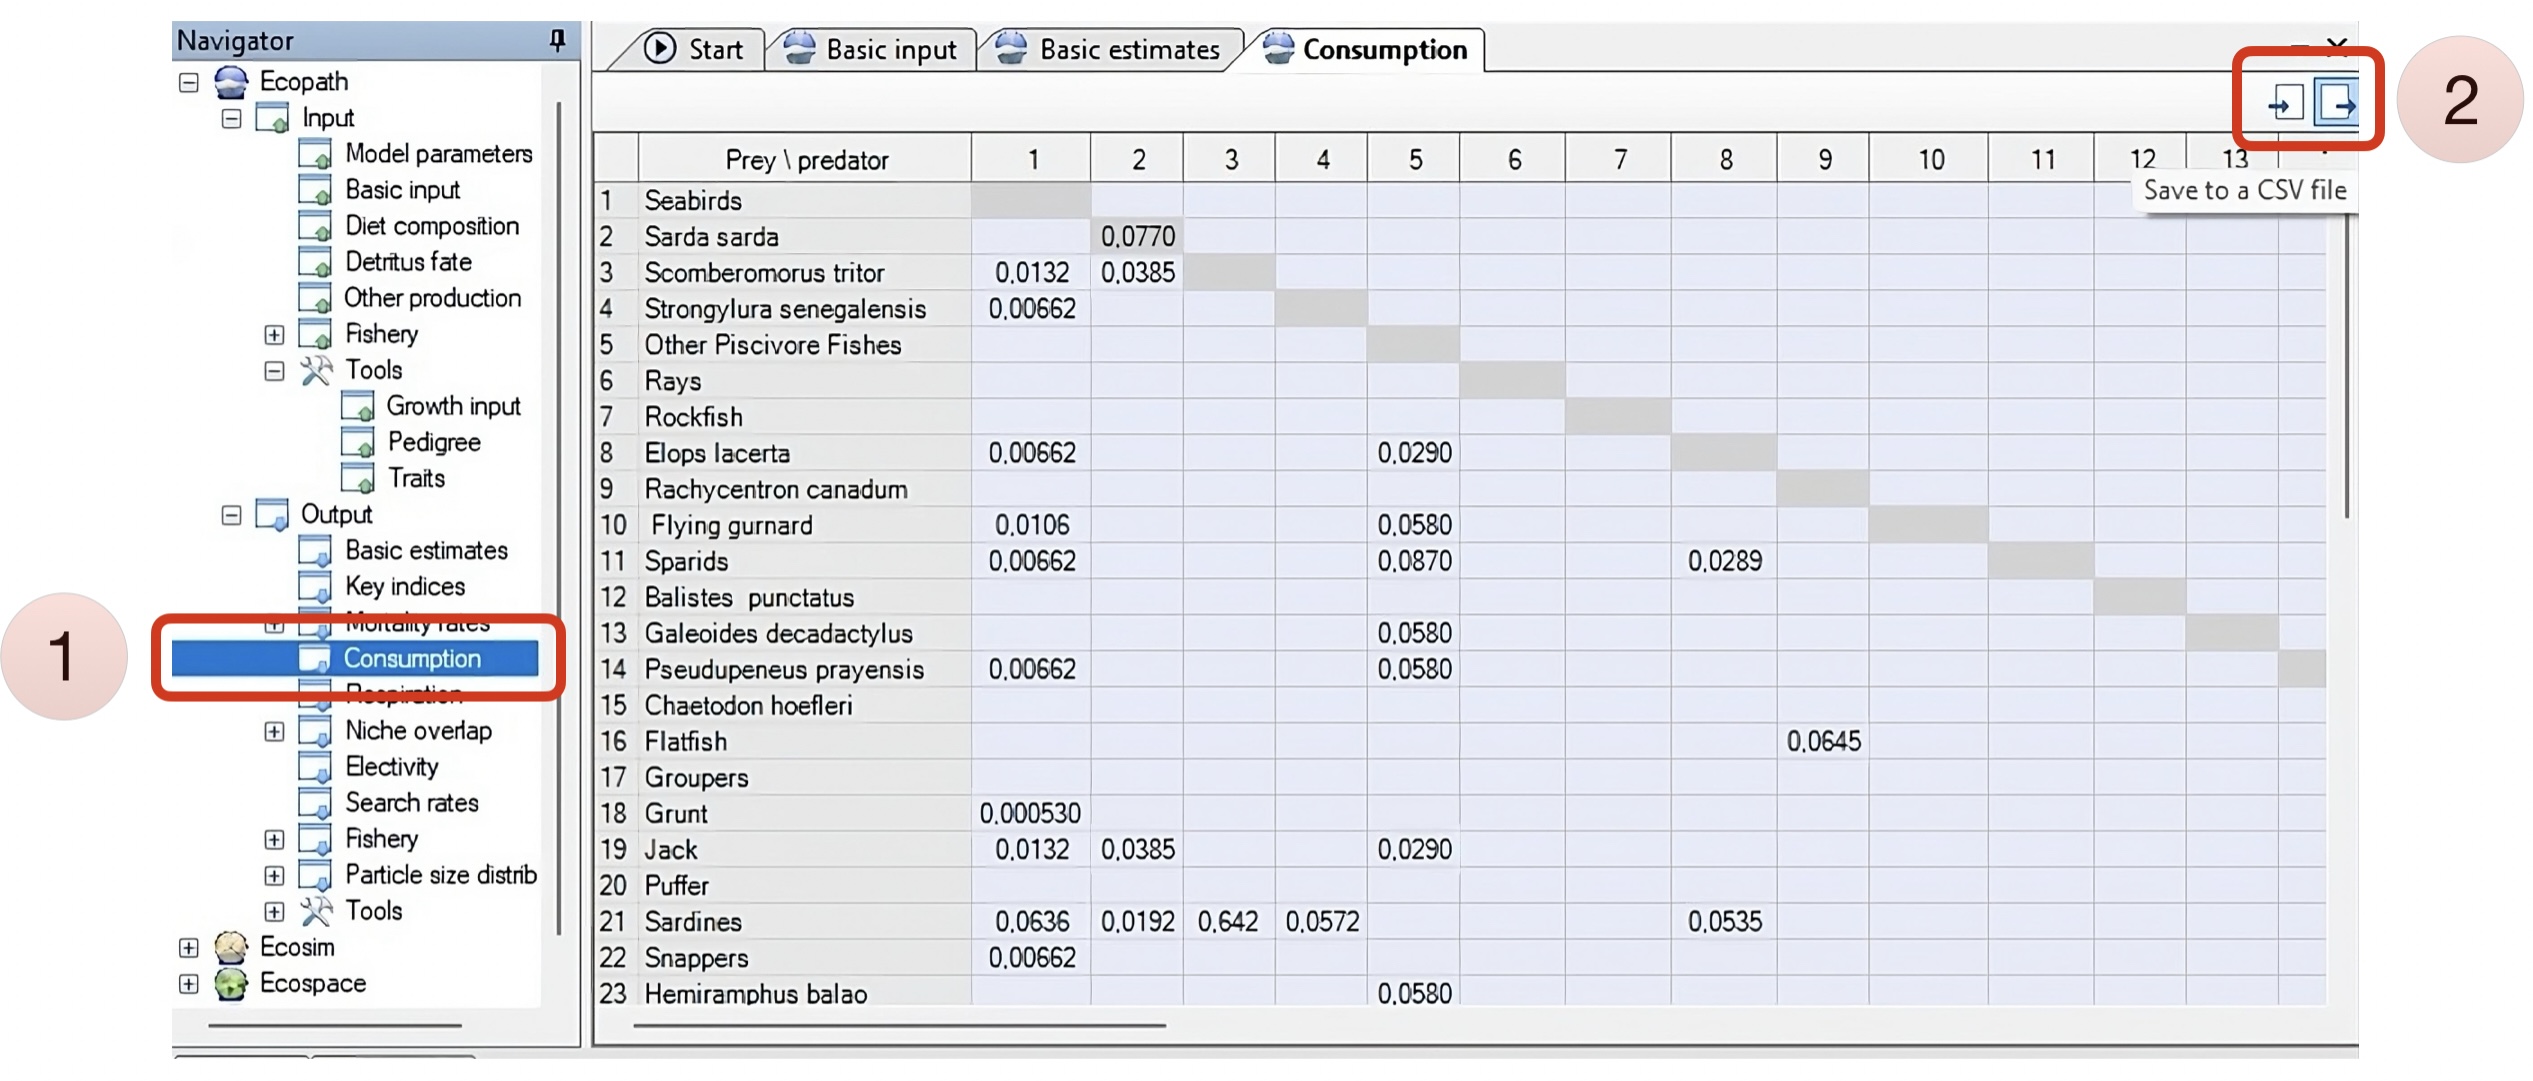 Navigator
Ecopath
Input
Model parameters
Basic input
Diet composition
Detritus fate
Other production
Fishery
Tools
Growth input
Pedigree
Traits
Output
Basic estimates
Key indices
Mortality rates
Consumption
Respiration
Niche overlap
Electivity
Search rates
Fishery
Particle size distrib
Tools
Ecosim
Ecospace
1
Start Basic input Basic estimates Consumption
2
Save to a CSV file
Prey \ predator 1 2 3 4 5 6 7 8 9 10 11 12 13
1 Seabirds
2 Sarda sarda 0.0770
3 Scomberomorus tritor 0.0132 0.0385
4 Strongylura senegalensis 0.00662
5 Other Piscivore Fishes
6 Rays
7 Rockfish
8 Elops lacerta 0.00662 0.0290
9 Rachycentron canadum
10 Flying gurnard 0.0106 0.0580
11 Sparids 0.00662 0.0870 0.0289
12 Balistes punctatus
13 Galeoides decadactylus 0.0580
14 Pseudupeneus prayensis 0.00662 0.0580
15 Chaetodon hoefleri
16 Flatfish 0.0645
17 Groupers
18 Grunt 0.000530
19 Jack 0.0132 0.0385 0.0290
20 Puffer
21 Sardines 0.0636 0.0192 0.642 0.0572 0.0535
22 Snappers 0.00662
23 Hemiramphus balao 0.0580